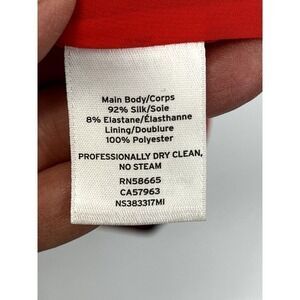 Main Body/Corps
92% Silk/Soie
8% Elastane/Élasthanne
Lining/Doublure
100% Polyester
PROFESSIONALLY DRY CLEAN,
NO STEAM
RN58665
CA57963
NS383317MI